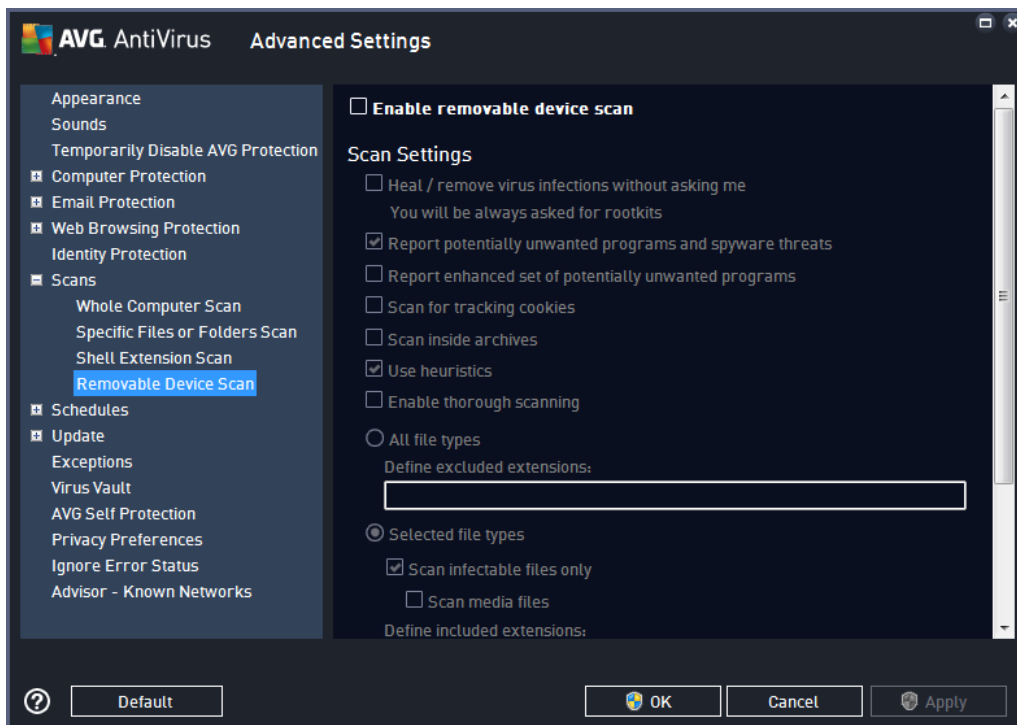 AVG. AntiVirus Advanced Settings
Appearance
Sounds
Temporarily Disable AVG Protection
Computer Protection
Email Protection
Web Browsing Protection
Identity Protection
Scans
Whole Computer Scan
Specific Files or Folders Scan
Shell Extension Scan
Removable Device Scan
Schedules
Update
Exceptions
Virus Vault
AVG Self Protection
Privacy Preferences
Ignore Error Status
Advisor - Known Networks
Enable removable device scan
Scan Settings
Heal / remove virus infections without asking me
You will be always asked for rootkits
Report potentially unwanted programs and spyware threats
Report enhanced set of potentially unwanted programs
Scan for tracking cookies
Scan inside archives
Use heuristics
Enable thorough scanning
All file types
Define excluded extensions:
Selected file types
Scan infectable files only
Scan media files
Define included extensions:
? Default OK Cancel Apply